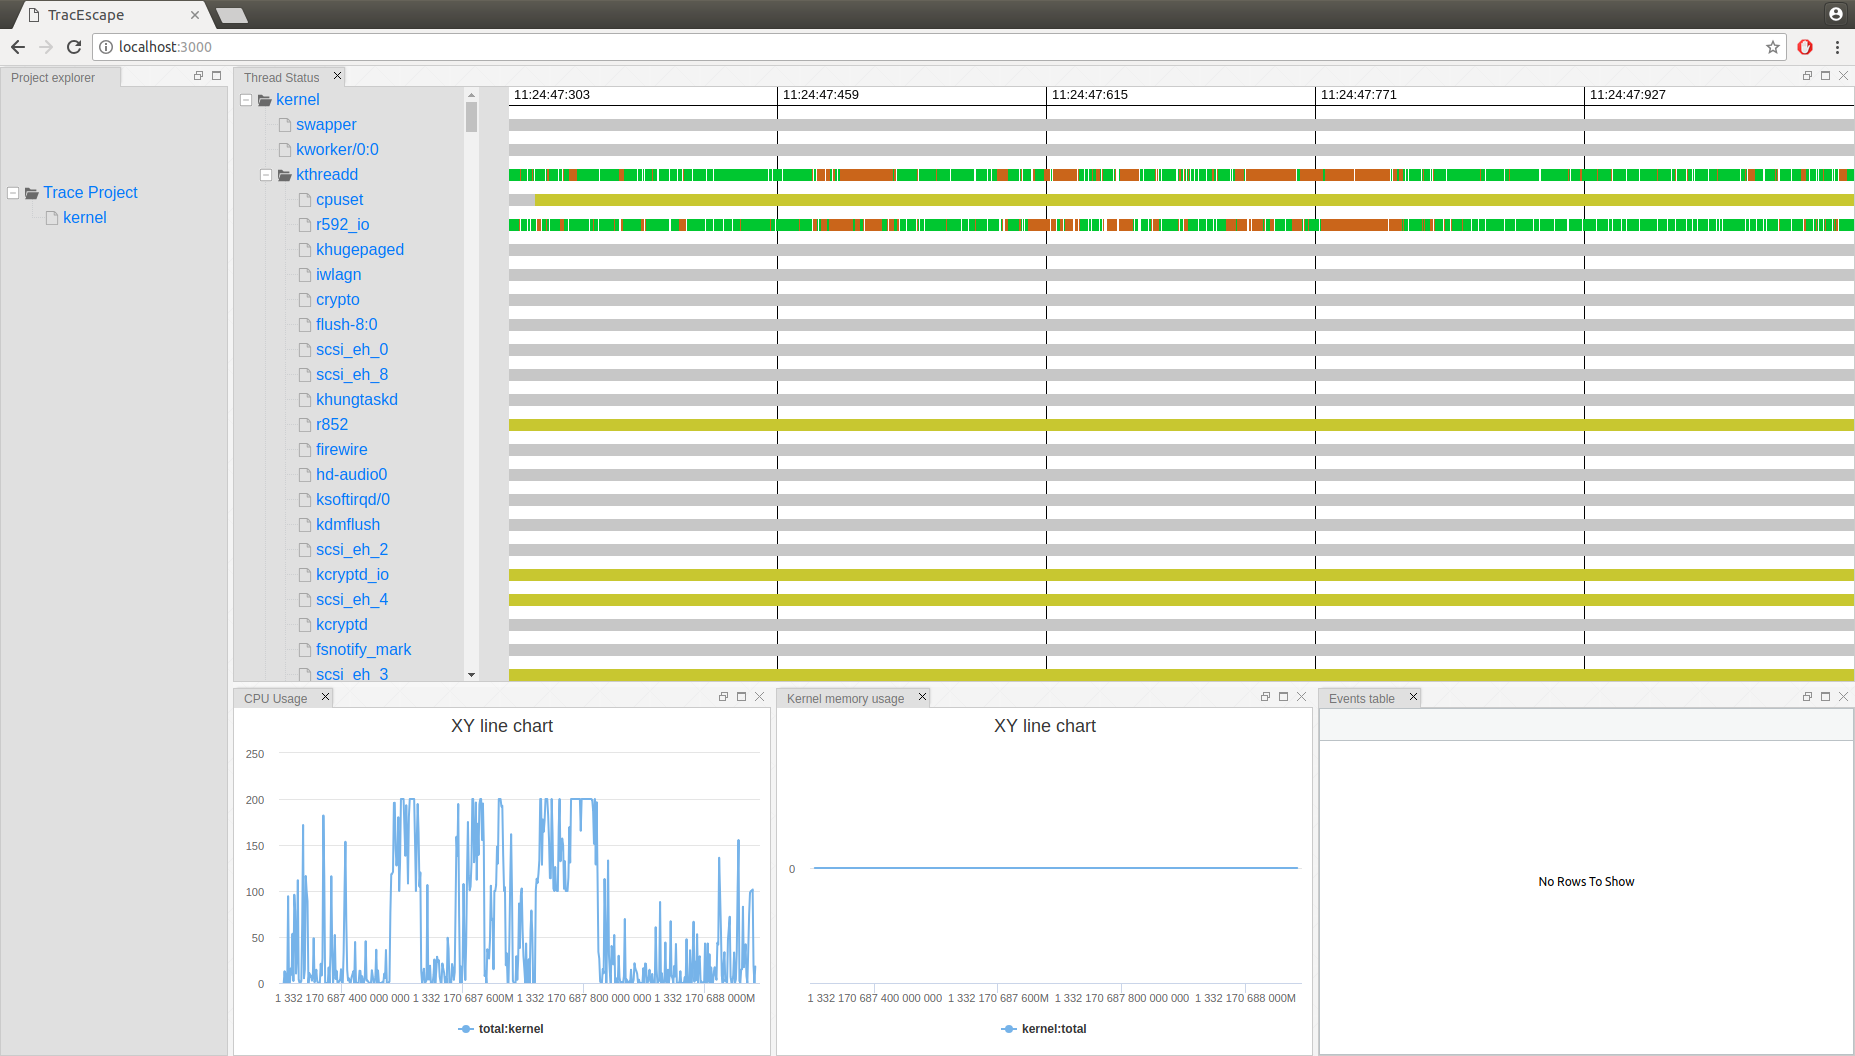 TracEscape
localhost:3000
Project explorer
Trace Project
kernel
Thread Status
kernel
swapper
kworker/0:0
kthreadd
cpuset
r592_io
khugepaged
iwlagn
crypto
flush-8:0
scsi_eh_0
scsi_eh_8
khungtaskd
r852
firewire
hd-audio0
ksoftirqd/0
kdmflush
scsi_eh_2
kcryptd_io
scsi_eh_4
kcryptd
fsnotify_mark
scsi_eh_3
11:24:47:303 11:24:47:459 11:24:47:615 11:24:47:771 11:24:47:927
CPU Usage
XY line chart
250
200
150
100
50
0
1 332 170 687 400 000 000 1 332 170 687 600M 1 332 170 687 800 000 000 1 332 170 688 000M
total:kernel
Kernel memory usage
XY line chart
0
1 332 170 687 400 000 000 1 332 170 687 600M 1 332 170 687 800 000 000 1 332 170 688 000M
kernel:total
Events table
No Rows To Show